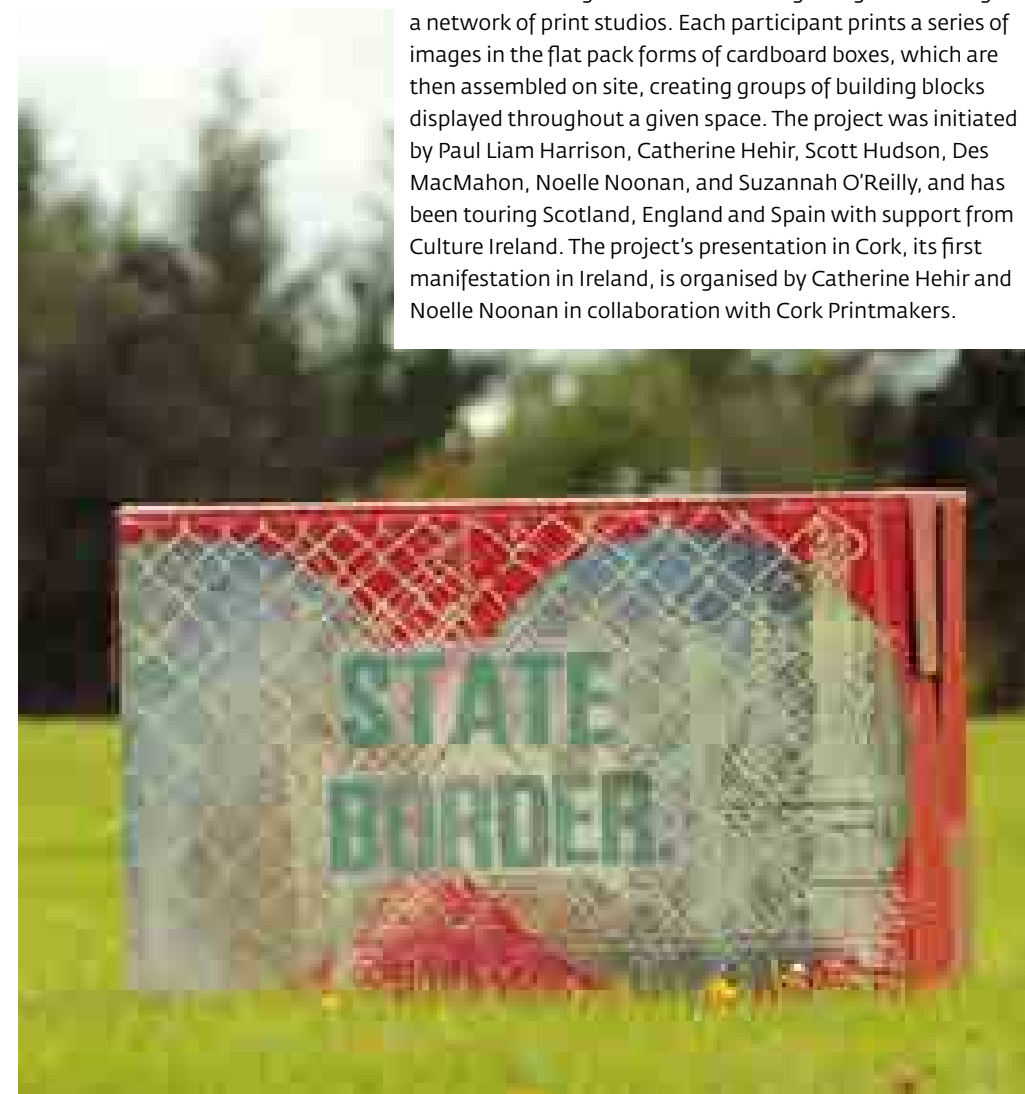 a network of print studios. Each participant prints a series of
images in the flat pack forms of cardboard boxes, which are
then assembled on site, creating groups of building blocks
displayed throughout a given space. The project was initiated
by Paul Liam Harrison, Catherine Hehir, Scott Hudson, Des
MacMahon, Noelle Noonan, and Suzannah O’Reilly, and has
been touring Scotland, England and Spain with support from
Culture Ireland. The project’s presentation in Cork, its first
manifestation in Ireland, is organised by Catherine Hehir and
Noelle Noonan in collaboration with Cork Printmakers.
STATE
BORDER